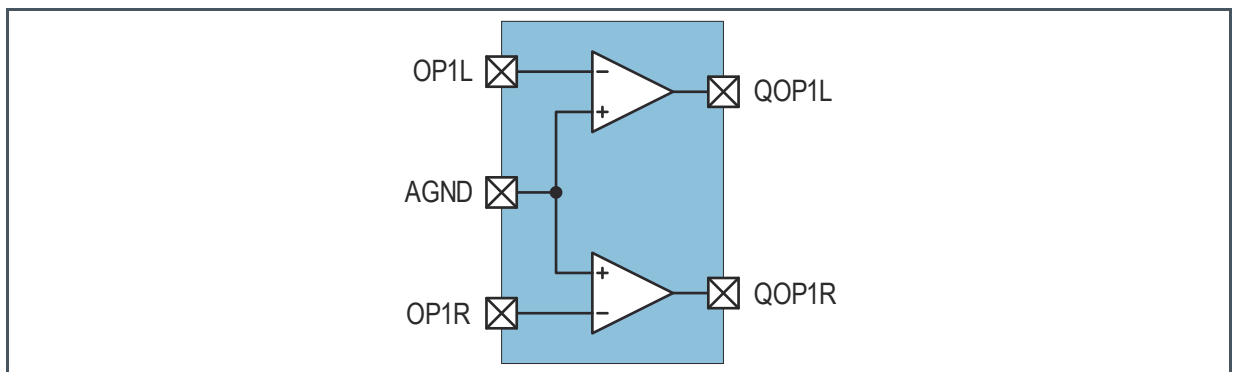 OP1L
−
+
QOP1L
AGND
+
−
OP1R
QOP1R